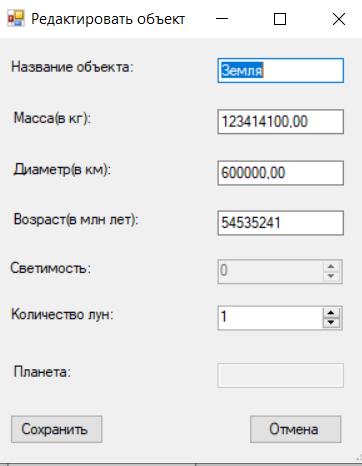 Редактировать объект
Название объекта: Земля
Масса(в кг): 123414100,00
Диаметр(в км): 600000,00
Возраст(в млн лет): 54535241
Светимость: 0
Количество лун: 1
Планета:
Сохранить Отмена